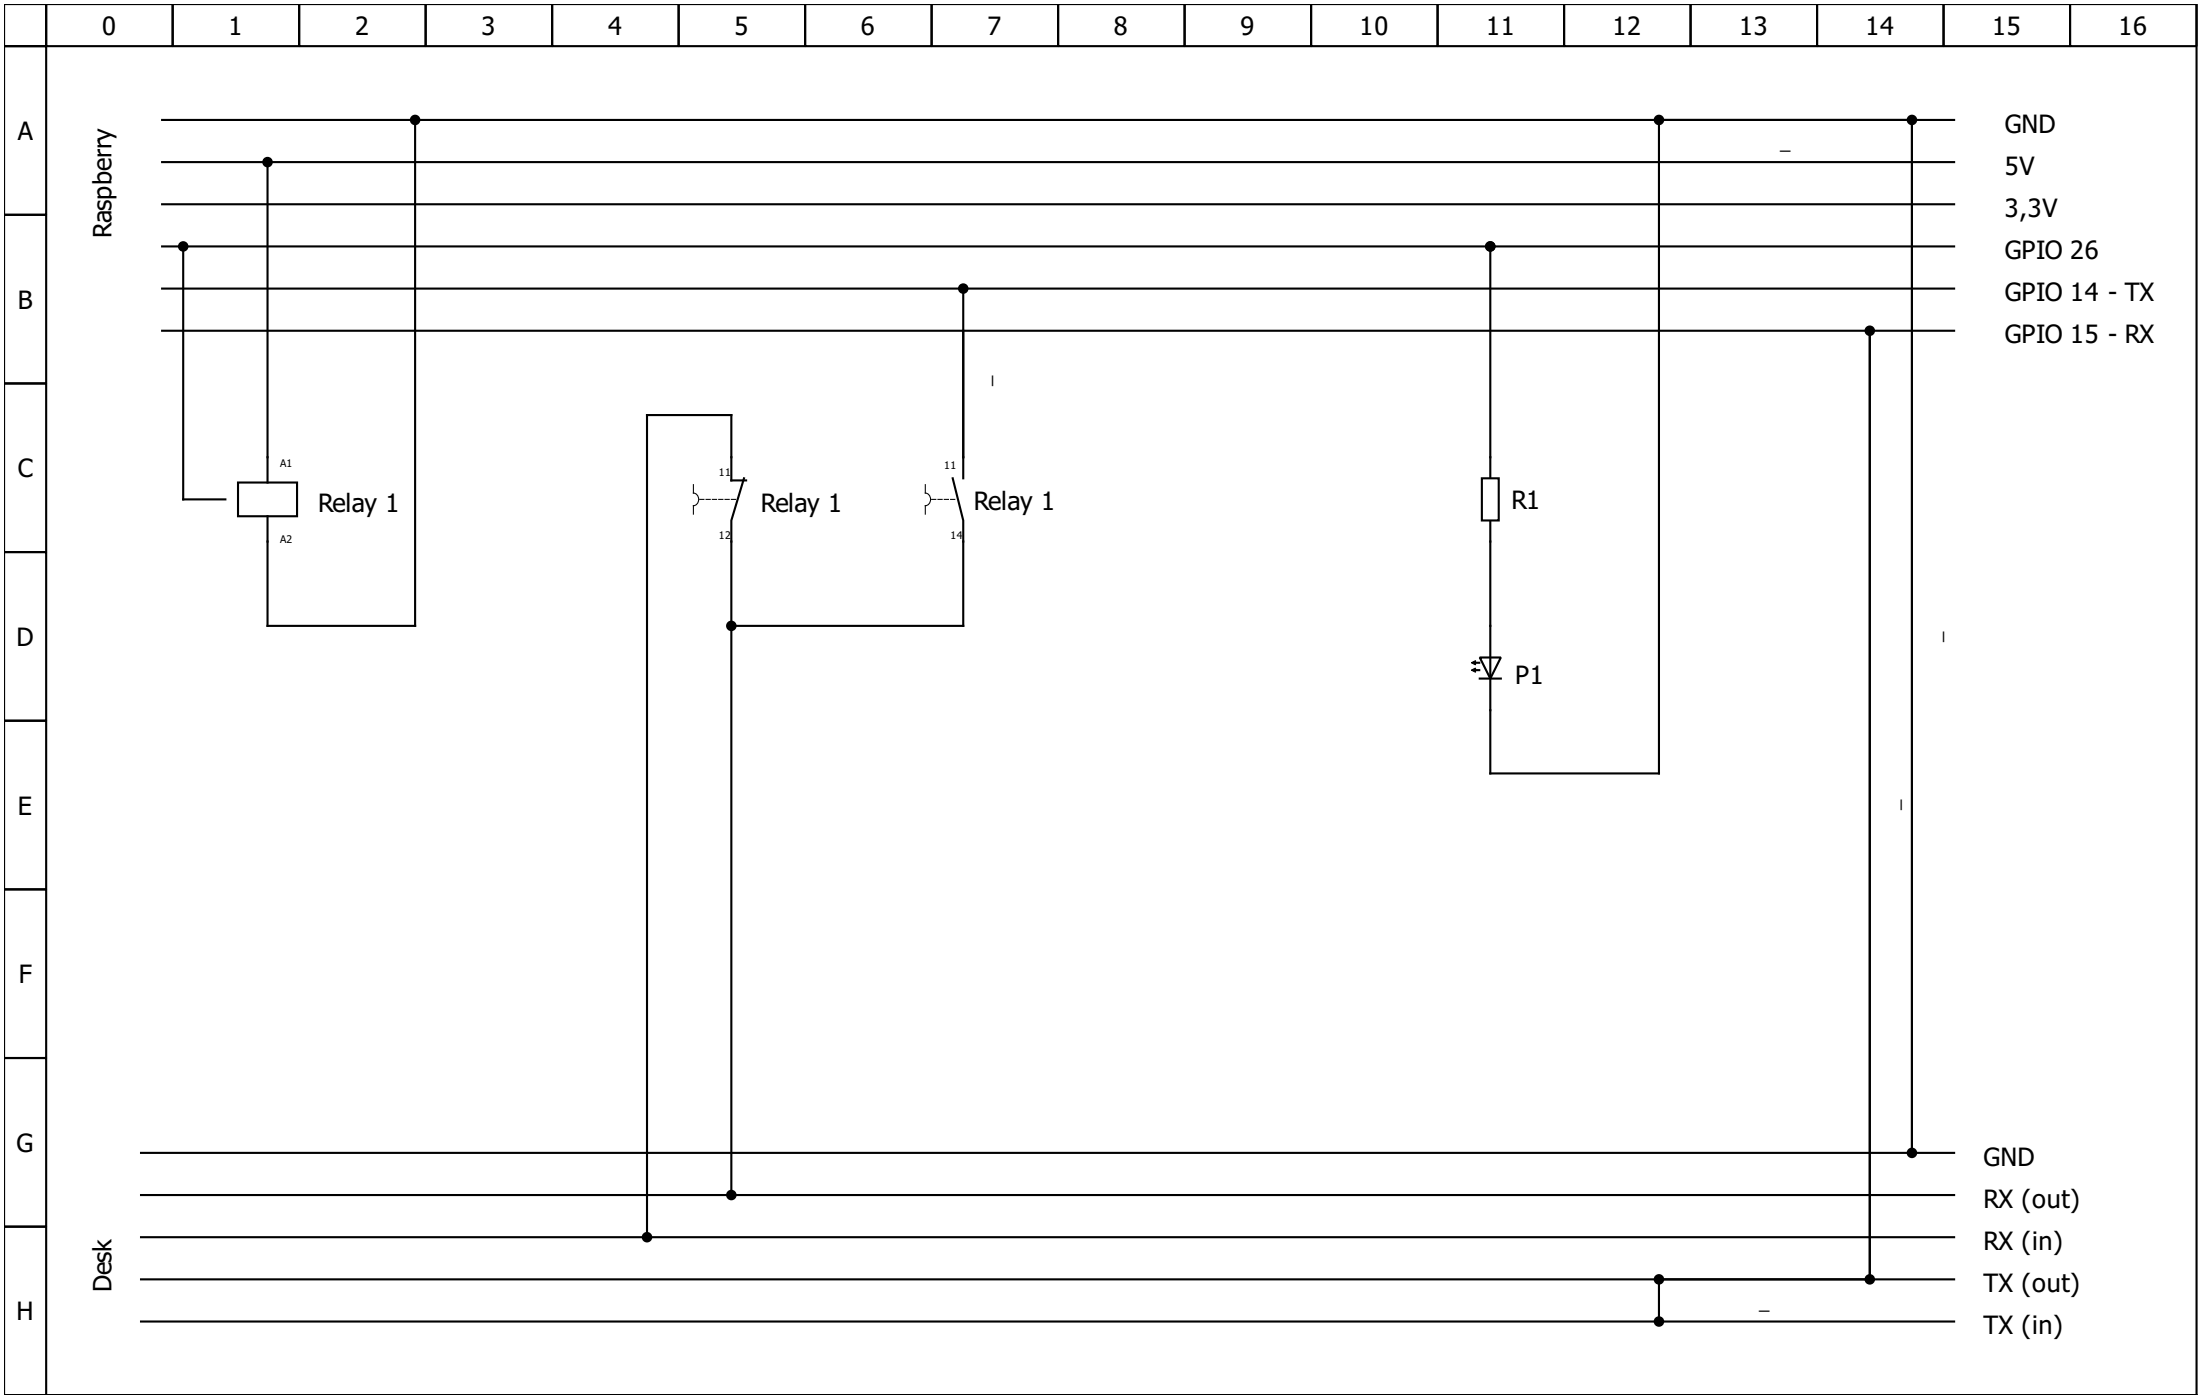 0 1 2 3 4 5 6 7 8 9 10 11 12 13 14 15 16
A
Raspberry
GND
5V
3,3V
GPIO 26
B
GPIO 14 - TX
GPIO 15 - RX
C
A1
A2
Relay 1
11
12
Relay 1
11
14
Relay 1
R1
D
P1
E
F
G
GND
RX (out)
Desk
RX (in)
TX (out)
H
TX (in)